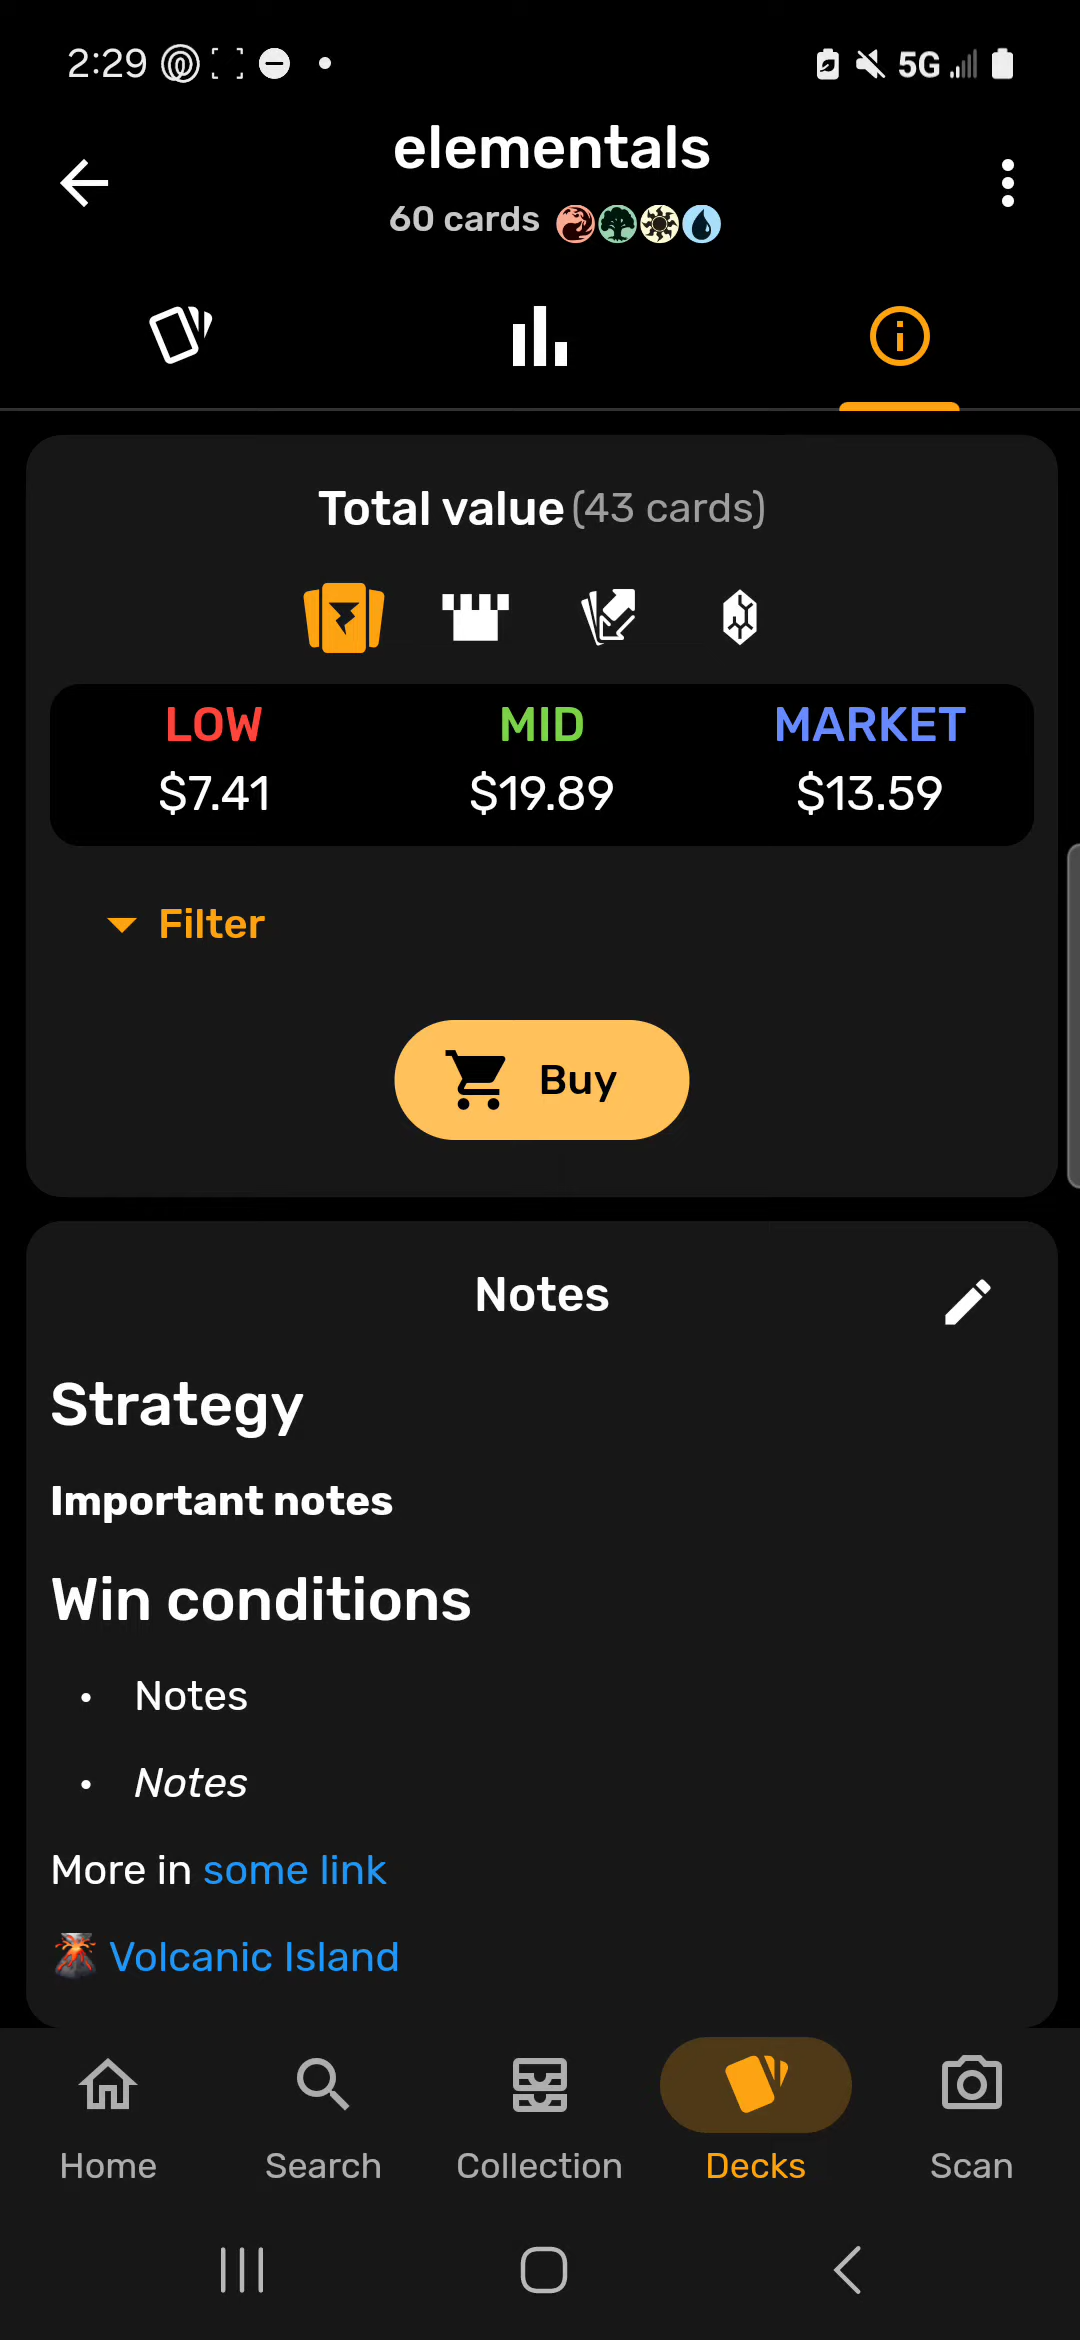 2:29
5G
elementals
60 cards
Total value (43 cards)
LOW MID MARKET
$7.41 $19.89 $13.59
Filter
Buy
Notes
Strategy
Important notes
Win conditions
• Notes
• Notes
More in some link
🌋 Volcanic Island
Home Search Collection Decks Scan